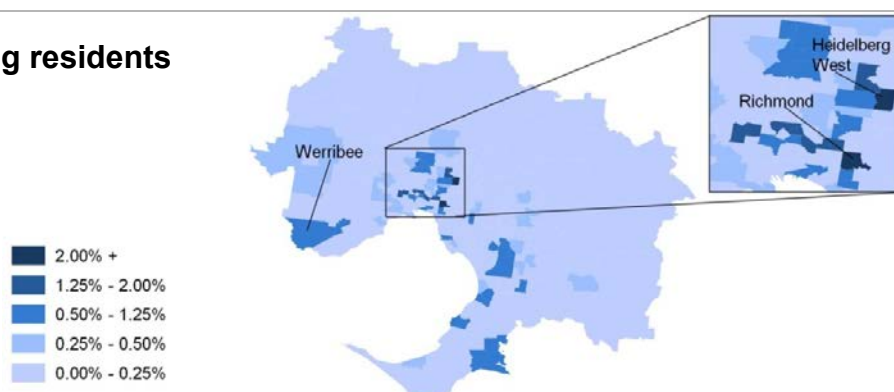 g residents
Heidelberg
West
Richmond
Werribee
2.00% +
1.25% - 2.00%
0.50% - 1.25%
0.25% - 0.50%
0.00% - 0.25%